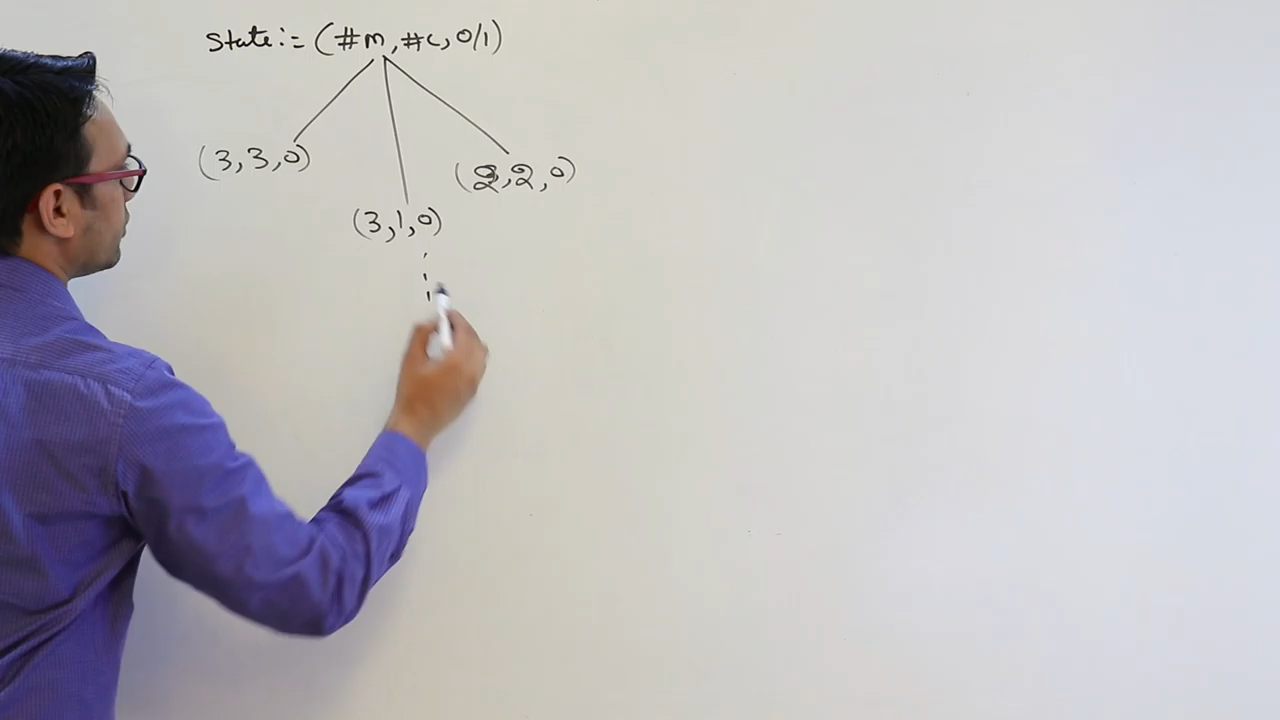 State := (#m, #c, 0/1)
(3,3,0)
(2,2,0)
(3,1,0)